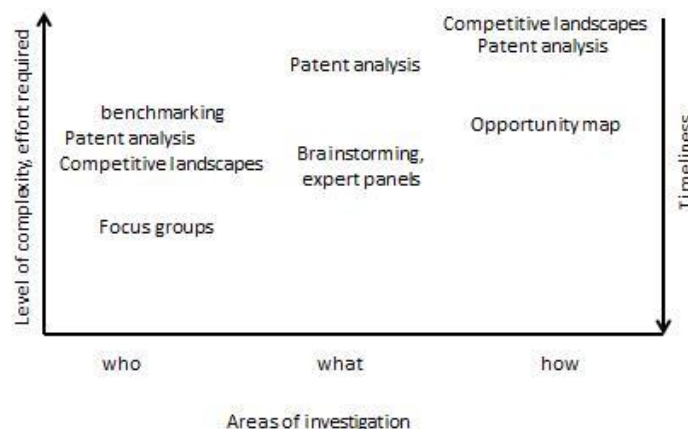 Level of complexity, effort required
Competitive landscapes
Patent analysis
Patent analysis
benchmarking
Patent analysis
Competitive landscapes
Opportunity map
Brainstorming,
expert panels
Focus groups
Timeliness
who
what
how
Areas of investigation